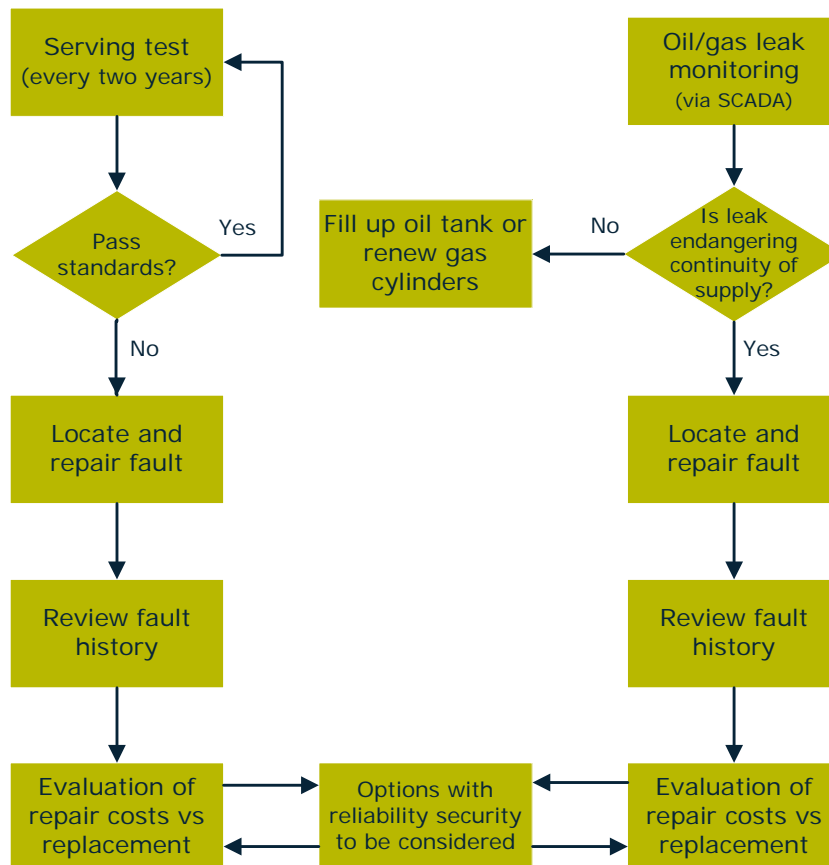 Serving test
(every two years)
Oil/gas leak
monitoring
(via SCADA)
Pass
standards?
Yes
Fill up oil tank or
renew gas
cylinders
No
Is leak
endangering
continuity of
supply?
No
Yes
Locate and
repair fault
Locate and
repair fault
Review fault
history
Review fault
history
Evaluation of
repair costs vs
replacement
Options with
reliability security
to be considered
Evaluation of
repair costs vs
replacement